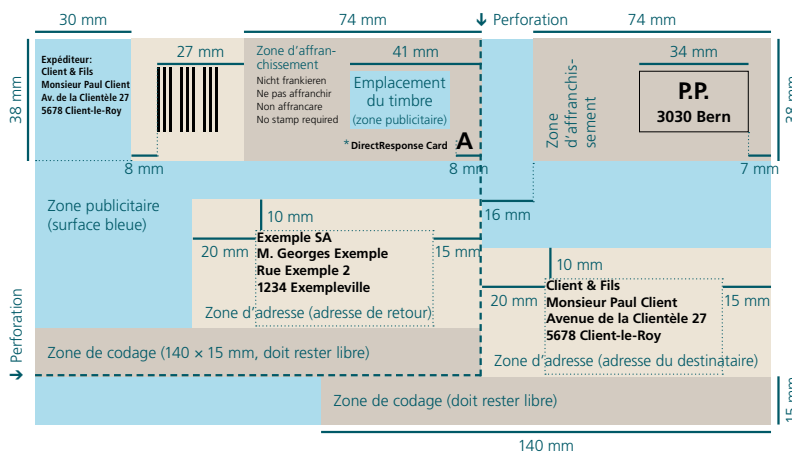 30 mm
74 mm
Perforation
74 mm
38 mm
Expéditeur:
Client & Fils
Monsieur Paul Client
Av. de la Clientèle 27
5678 Client-le-Roy
27 mm
8 mm
Zone d'affran-
chissement
Nicht frankieren
Ne pas affranchir
Non affrancare
No stamp required
41 mm
Emplacement
du timbre
(zone publicitaire)
* DirectResponse Card
A
8 mm
Zone
d'affranchis-
sement
34 mm
P.P.
3030 Bern
38 mm
7 mm
16 mm
Zone publicitaire
(surface bleue)
10 mm
20 mm
15 mm
Exemple SA
M. Georges Exemple
Rue Exemple 2
1234 Exempleville
Zone d'adresse (adresse de retour)
10 mm
20 mm
15 mm
Client & Fils
Monsieur Paul Client
Avenue de la Clientèle 27
5678 Client-le-Roy
Zone d'adresse (adresse du destinataire)
Perforation
Zone de codage (140 × 15 mm, doit rester libre)
Zone de codage (doit rester libre)
15 mm
140 mm